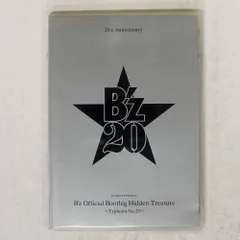 20th Anniversary
B'z
20
B'z Official Bootleg Hidden Treasure
〜Typhoon No.20〜